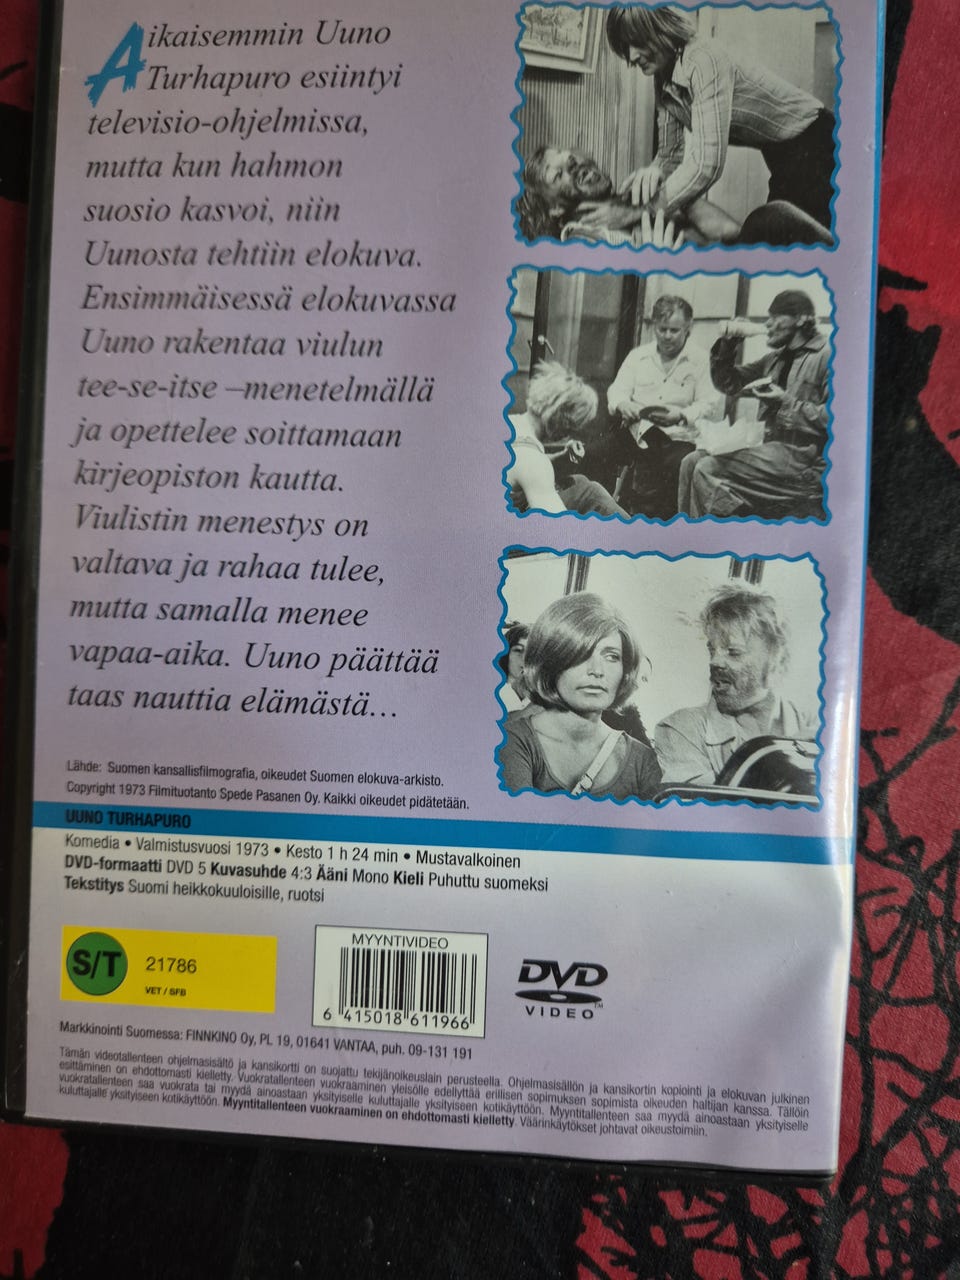 Aikaisemmin Uuno
Turhapuro esiintyi
televisio-ohjelmissa,
mutta kun hahmon
suosio kasvoi, niin
Uunosta tehtiin elokuva.
Ensimmäisessä elokuvassa
Uuno rakentaa viulun
tee-se-itse –menetelmällä
ja opettelee soittamaan
kirjeopiston kautta.
Viulistin menestys on
valtava ja rahaa tulee,
mutta samalla menee
vapaa-aika. Uuno päättää
taas nauttia elämästä...
Lähde: Suomen kansallisfilmografia, oikeudet Suomen elokuva-arkisto.
Copyright 1973 Filmituotanto Spede Pasanen Oy. Kaikki oikeudet pidätetään.
UUNO TURHAPURO
Komedia • Valmistusvuosi 1973 • Kesto 1 h 24 min • Mustavalkoinen
DVD-formaatti DVD 5 Kuvasuhde 4:3 Ääni Mono Kieli Puhuttu suomeksi
Tekstitys Suomi heikkokuuloisille, ruotsi
S/T
21786
VET / SFB
MYYNTIVIDEO
6 415018 611966
DVD
VIDEO™
Markkinointi Suomessa: FINNKINO Oy, PL 19, 01641 VANTAA, puh. 09-131 191
Tämän videotallenteen ohjelmasisältö ja kansikortti on suojattu tekijänoikeuslain perusteella. Ohjelmasisällön ja kansikortin kopiointi ja elokuvan julkinen
esittäminen on ehdottomasti kielletty. Vuokratallenteen vuokraaminen yleisölle edellyttää erillisen sopimuksen sopimista oikeuden haltijan kanssa. Tällöin
vuokratallenteen saa vuokrata tai myydä ainoastaan yksityiselle kuluttajalle yksityiseen kotikäyttöön. Myyntitallenteen saa myydä ainoastaan yksityiselle
kuluttajalle yksityiseen kotikäyttöön. Myyntitallenteen vuokraaminen on ehdottomasti kielletty. Väärinkäytökset johtavat oikeustoimiin.